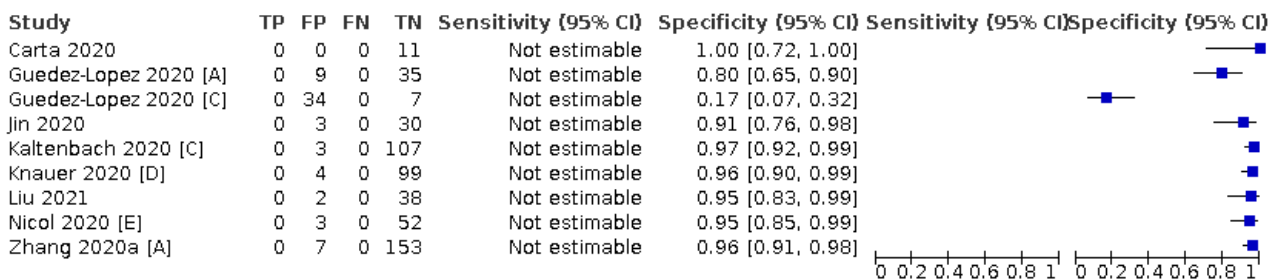 Study TP FP FN TN Sensitivity (95% CI) Specificity (95% CI) Sensitivity (95% CI) Specificity (95% CI)
Carta 2020 0 0 0 11 Not estimable 1.00 [0.72, 1.00]
Guedez-Lopez 2020 [A] 0 9 0 35 Not estimable 0.80 [0.65, 0.90]
Guedez-Lopez 2020 [C] 0 34 0 7 Not estimable 0.17 [0.07, 0.32]
Jin 2020 0 3 0 30 Not estimable 0.91 [0.76, 0.98]
Kaltenbach 2020 [C] 0 3 0 107 Not estimable 0.97 [0.92, 0.99]
Knauer 2020 [D] 0 4 0 99 Not estimable 0.96 [0.90, 0.99]
Liu 2021 0 2 0 38 Not estimable 0.95 [0.83, 0.99]
Nicol 2020 [E] 0 3 0 52 Not estimable 0.95 [0.85, 0.99]
Zhang 2020a [A] 0 7 0 153 Not estimable 0.96 [0.91, 0.98]
0 0.2 0.4 0.6 0.8 1 0 0.2 0.4 0.6 0.8 1